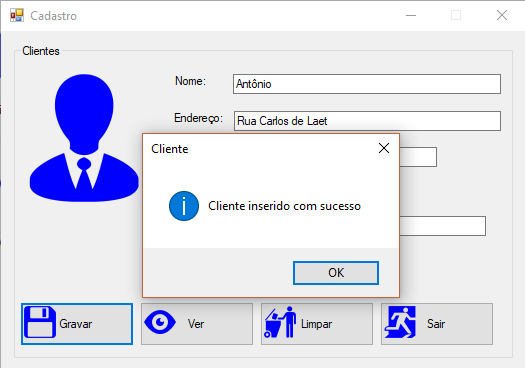 Cadastro
Clientes
Nome: Antônio
Endereço: Rua Carlos de Laet
Cliente
Cliente inserido com sucesso
OK
Gravar Ver Limpar Sair